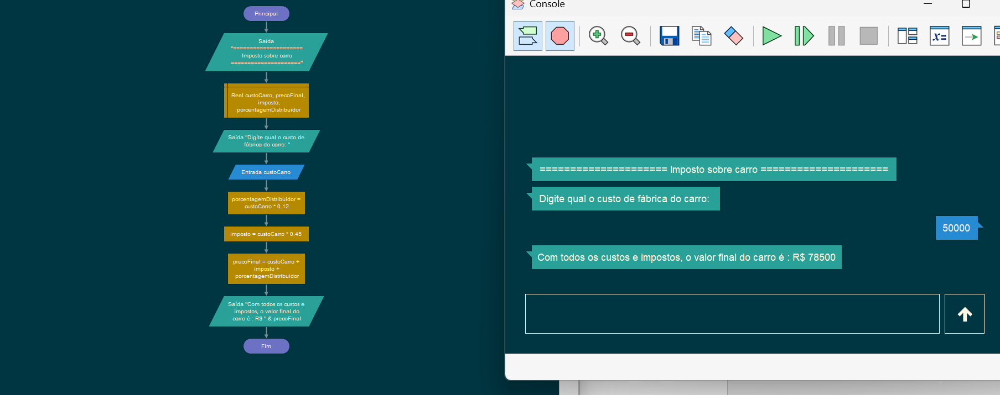 Principal
Saída
"=====================
Imposto sobre carro
====================="
Real custoCarro, precoFinal,
imposto,
porcentagemDistribuidor
Saída "Digite qual o custo de
fábrica do carro: "
Entrada custoCarro
porcentagemDistribuidor =
custoCarro * 0.12
imposto = custoCarro * 0.45
precoFinal = custoCarro +
imposto +
porcentagemDistribuidor
Saída "Com todos os custos e
impostos, o valor final do
carro é : R$ " & precoFinal
Fim
Console
x=
===================== Imposto sobre carro =====================
Digite qual o custo de fábrica do carro:
50000
Com todos os custos e impostos, o valor final do carro é : R$ 78500